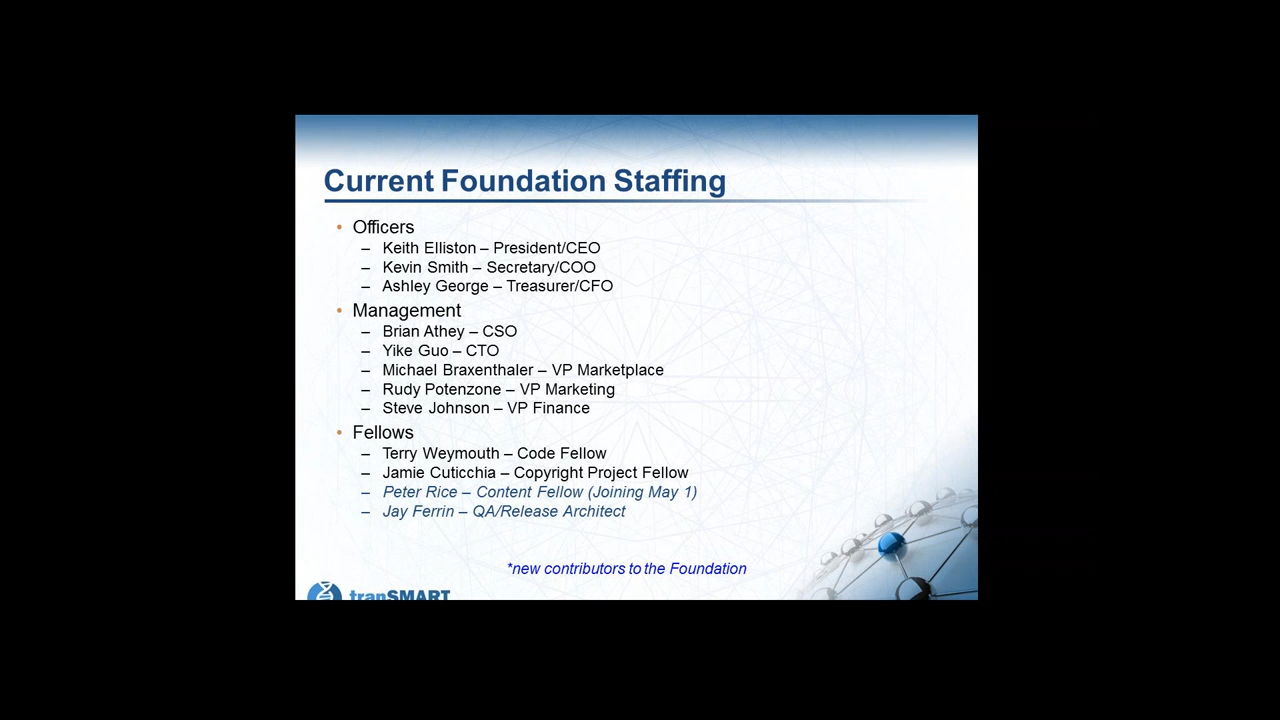 Current Foundation Staffing
• Officers
– Keith Elliston – President/CEO
– Kevin Smith – Secretary/COO
– Ashley George – Treasurer/CFO
• Management
– Brian Athey – CSO
– Yike Guo – CTO
– Michael Braxenthaler – VP Marketplace
– Rudy Potenzone – VP Marketing
– Steve Johnson – VP Finance
• Fellows
– Terry Weymouth – Code Fellow
– Jamie Cuticchia – Copyright Project Fellow
– Peter Rice – Content Fellow (Joining May 1)
– Jay Ferrin – QA/Release Architect
*new contributors to the Foundation
tranSMART